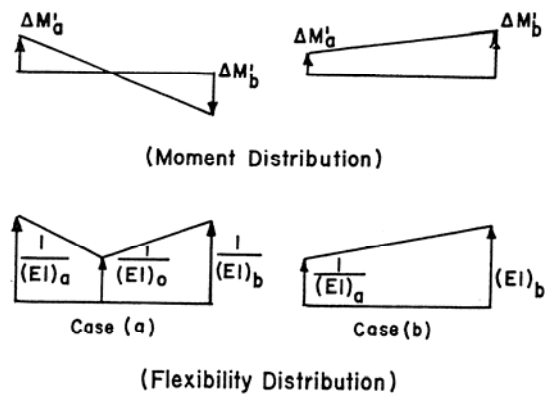 ΔM'a ΔM'b
ΔM'a ΔM'b
(Moment Distribution)
1/(EI)a 1/(EI)o 1/(EI)b
1/(EI)a (EI)b
Case (a) Case (b)
(Flexibility Distribution)